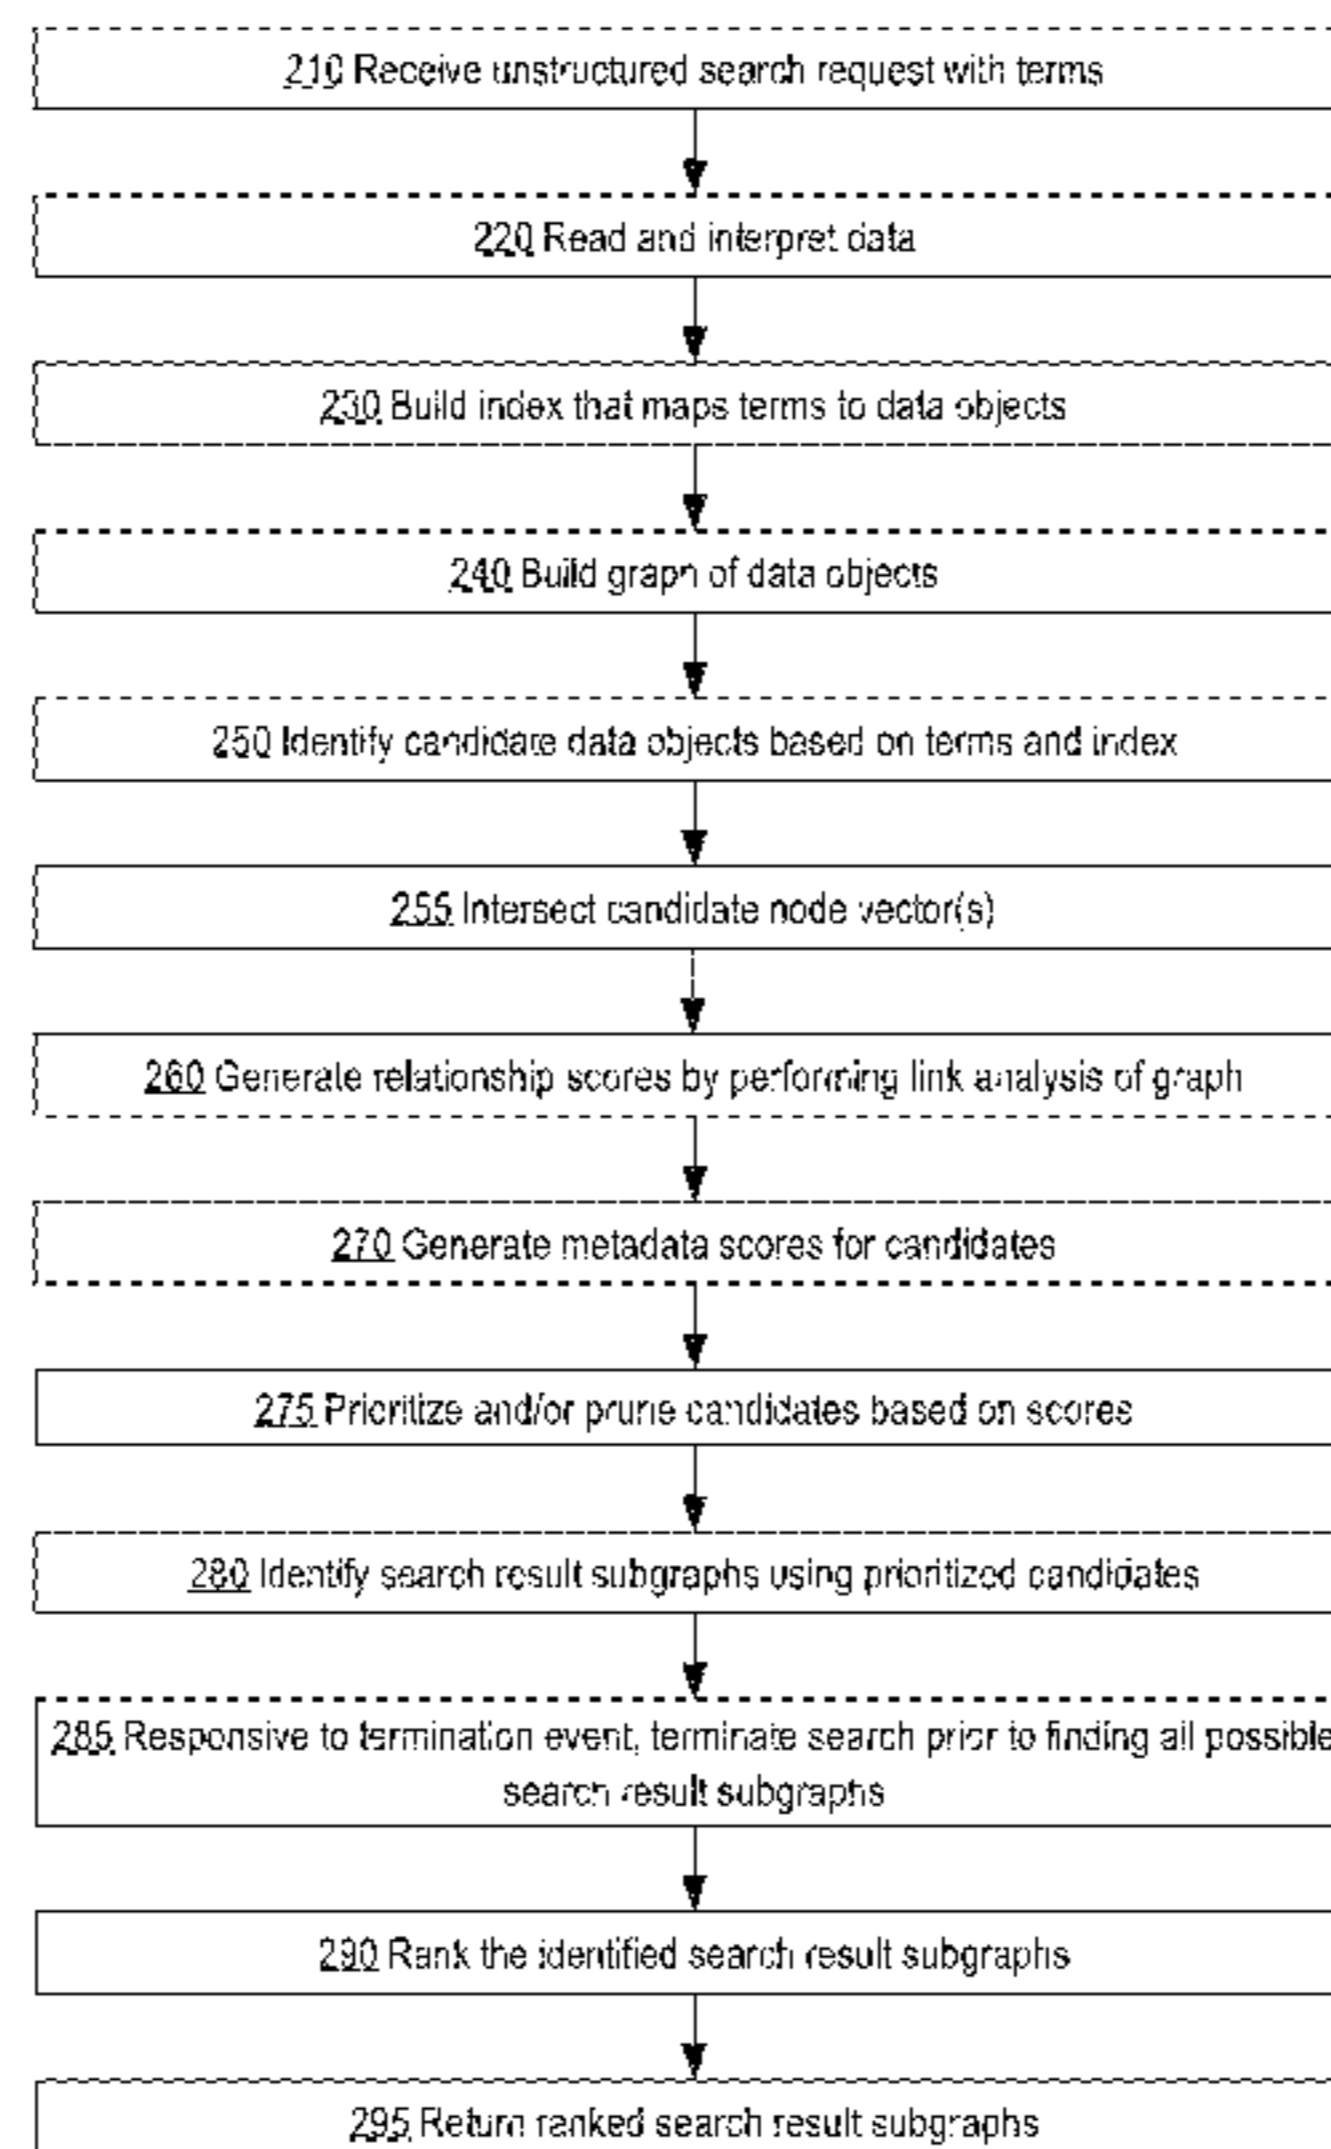 210 Receive unstructured search request with terms
220 Read and interpret data
230 Build index that maps terms to data objects
240 Build graph of data objects
250 Identify candidate data objects based on terms and index
255 Intersect candidate node vector(s)
260 Generate relationship scores by performing link analysis of graph
270 Generate metadata scores for candidates
275 Prioritize and/or prune candidates based on scores
280 Identify search result subgraphs using prioritized candidates
285 Responsive to termination event, terminate search prior to finding all possible
search result subgraphs
290 Rank the identified search result subgraphs
295 Return ranked search result subgraphs